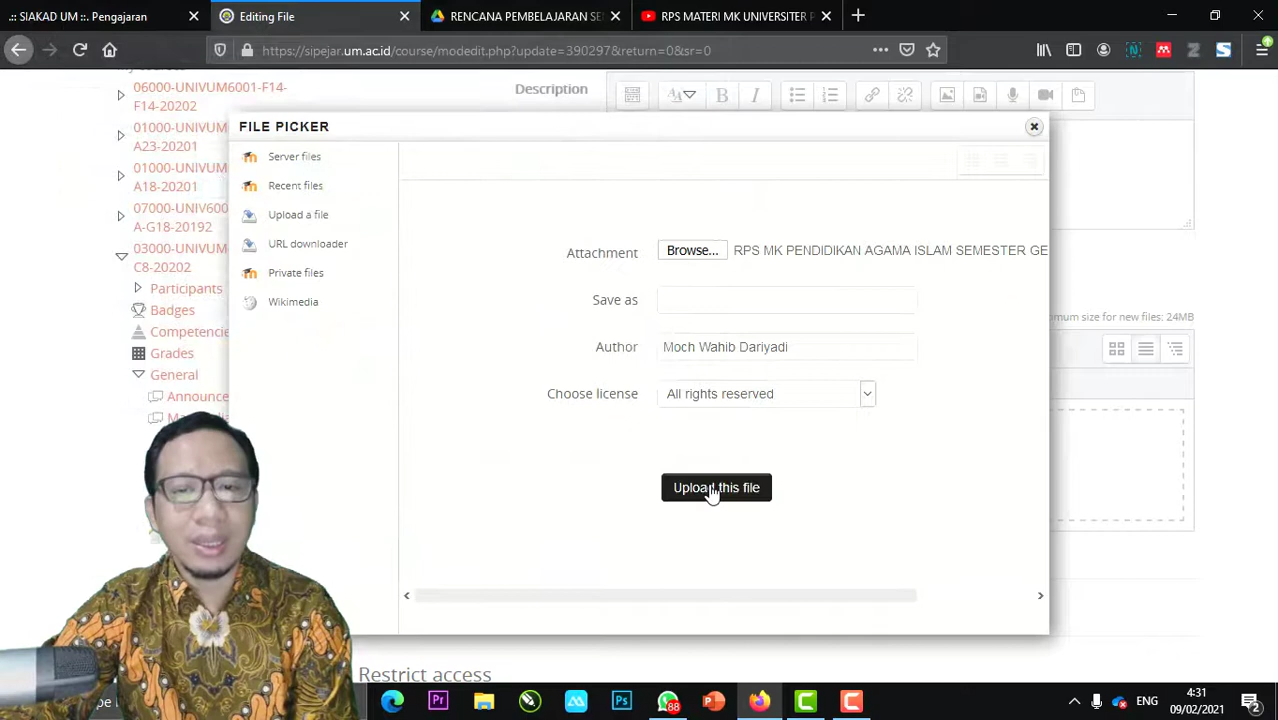 .:: SIAKAD UM ::. Pengajaran
Editing File
RENCANA PEMBELAJARAN SE
RPS MATERI MK UNIVERSITER P
https://sipejar.um.ac.id/course/modedit.php?update=390297&return=0&sr=0
06000-UNIVUM6001-F14-
F14-20202
01000-UNIVUM
A23-20201
01000-UNIVUM
A18-20201
07000-UNIV600
A-G18-20192
03000-UNIVUM
C8-20202
Participants
Badges
Competencie
Grades
General
Announce
Description
FILE PICKER
Server files
Recent files
Upload a file
URL downloader
Private files
Wikimedia
Attachment
Browse...
RPS MK PENDIDIKAN AGAMA ISLAM SEMESTER GE
Save as
Author
Moch Wahib Dariyadi
Choose license
All rights reserved
Upload this file
mum size for new files: 24MB
Restrict access
88
ENG
4:31
09/02/2021
2